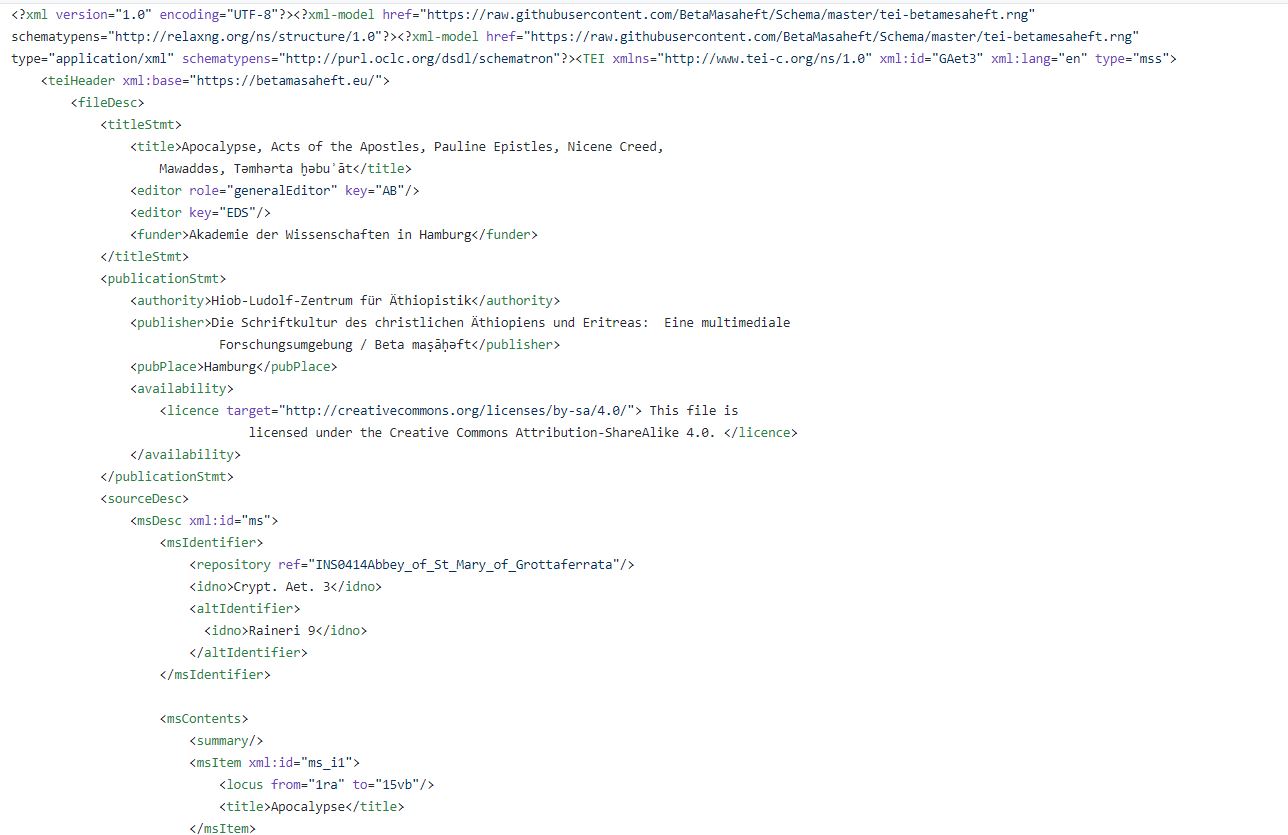 <?xml version="1.0" encoding="UTF-8"?><?xml-model href="https://raw.githubusercontent.com/BetaMasaheft/Schema/master/tei-betamesaheft.rng"
schematypens="http://relaxng.org/ns/structure/1.0"?><?xml-model href="https://raw.githubusercontent.com/BetaMasaheft/Schema/master/tei-betamesaheft.rng"
type="application/xml" schematypens="http://purl.oclc.org/dsdl/schematron"?><TEI xmlns="http://www.tei-c.org/ns/1.0" xml:id="GAet3" xml:lang="en" type="mss">
<teiHeader xml:base="https://betamasaheft.eu/">
<fileDesc>
<titleStmt>
<title>Apocalypse, Acts of the Apostles, Pauline Epistles, Nicene Creed,
Mawaddǝs, Tǝmhǝrta ḫǝbuʾāt</title>
<editor role="generalEditor" key="AB"/>
<editor key="EDS"/>
<funder>Akademie der Wissenschaften in Hamburg</funder>
</titleStmt>
<publicationStmt>
<authority>Hiob-Ludolf-Zentrum für Äthiopistik</authority>
<publisher>Die Schriftkultur des christlichen Äthiopiens und Eritreas:  Eine multimediale
Forschungsumgebung / Beta maṣāḥǝft</publisher>
<pubPlace>Hamburg</pubPlace>
<availability>
<licence target="http://creativecommons.org/licenses/by-sa/4.0/"> This file is
licensed under the Creative Commons Attribution-ShareAlike 4.0. </licence>
</availability>
</publicationStmt>
<sourceDesc>
<msDesc xml:id="ms">
<msIdentifier>
<repository ref="INS0414Abbey_of_St_Mary_of_Grottaferrata"/>
<idno>Crypt. Aet. 3</idno>
<altIdentifier>
<idno>Raineri 9</idno>
</altIdentifier>
</msIdentifier>
<msContents>
<summary/>
<msItem xml:id="ms_i1">
<locus from="1ra" to="15vb"/>
<title>Apocalypse</title>
</msItem>